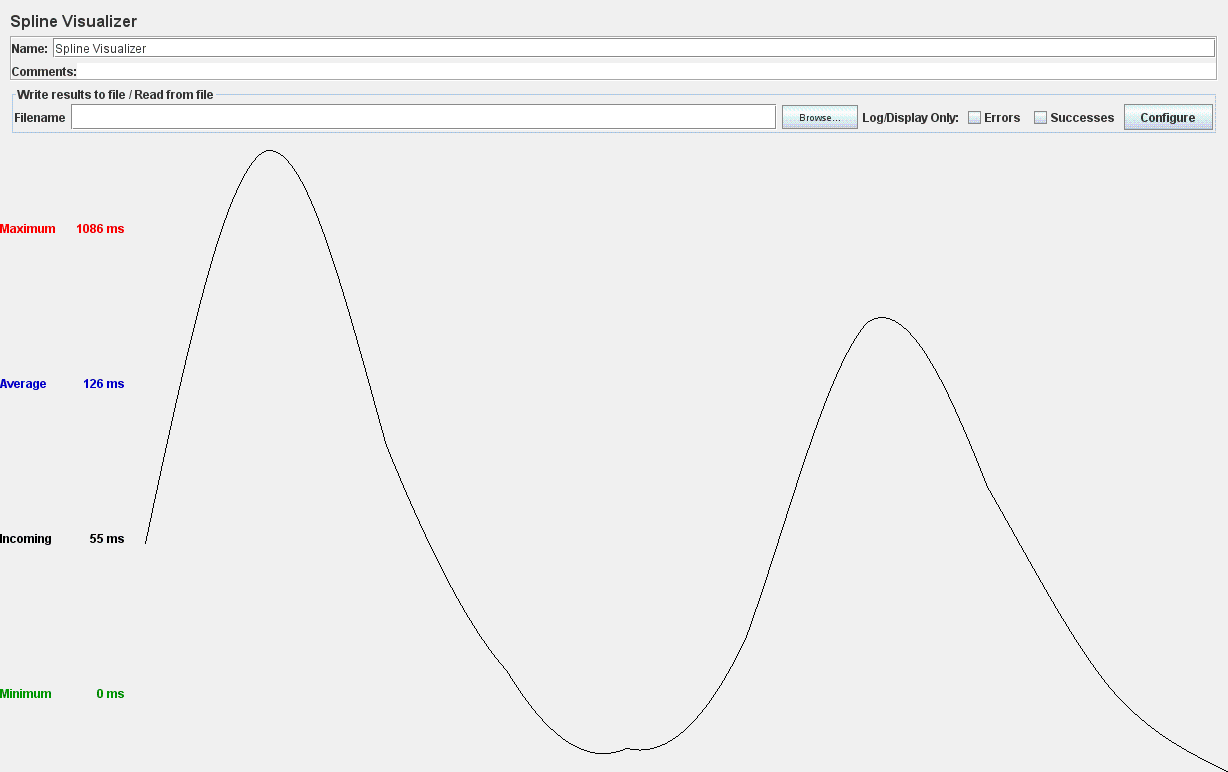 Spline Visualizer
Name: Spline Visualizer
Comments:
Write results to file / Read from file
Filename Browse... Log/Display Only: Errors Successes Configure
Maximum 1086 ms
Average 126 ms
Incoming 55 ms
Minimum 0 ms